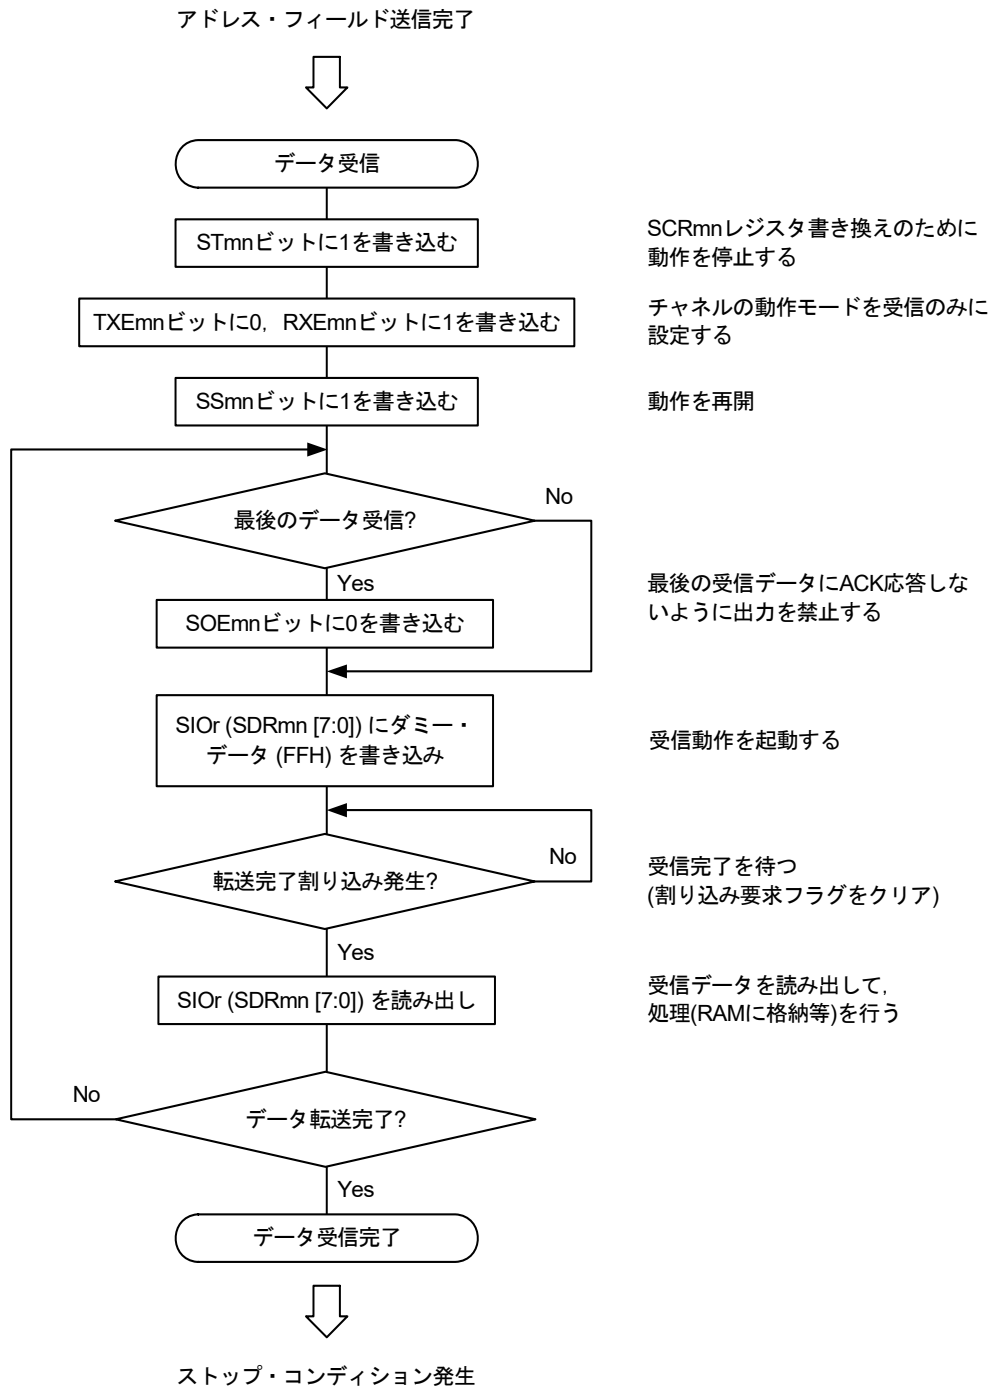 アドレス・フィールド送信完了
データ受信
STmnビットに1を書き込む
SCRmnレジスタ書き換えのために
動作を停止する
TXEmnビットに0，RXEmnビットに1を書き込む
チャネルの動作モードを受信のみに
設定する
SSmnビットに1を書き込む
動作を再開
最後のデータ受信?
No
Yes
SOEmnビットに0を書き込む
最後の受信データにACK応答しな
いように出力を禁止する
SIOr (SDRmn [7:0]) にダミー・
データ (FFH) を書き込み
受信動作を起動する
転送完了割り込み発生?
No
受信完了を待つ
(割り込み要求フラグをクリア)
Yes
SIOr (SDRmn [7:0]) を読み出し
受信データを読み出して,
処理(RAMに格納等)を行う
No
データ転送完了?
Yes
データ受信完了
ストップ・コンディション発生